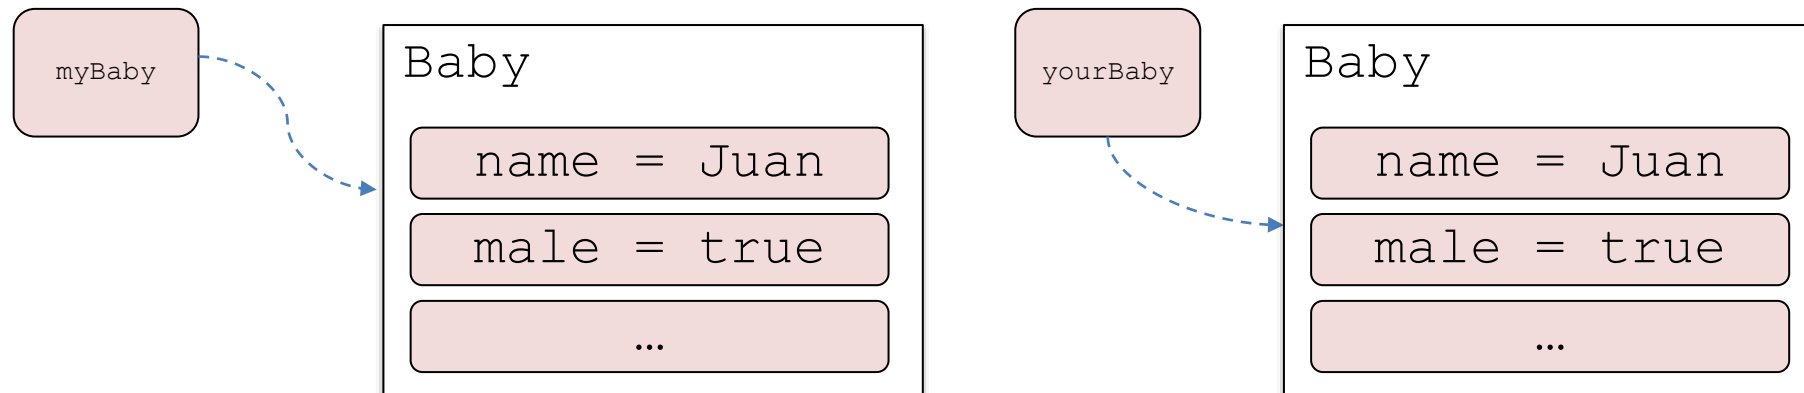 myBaby
Baby
name = Juan
male = true
…
yourBaby
Baby
name = Juan
male = true
…